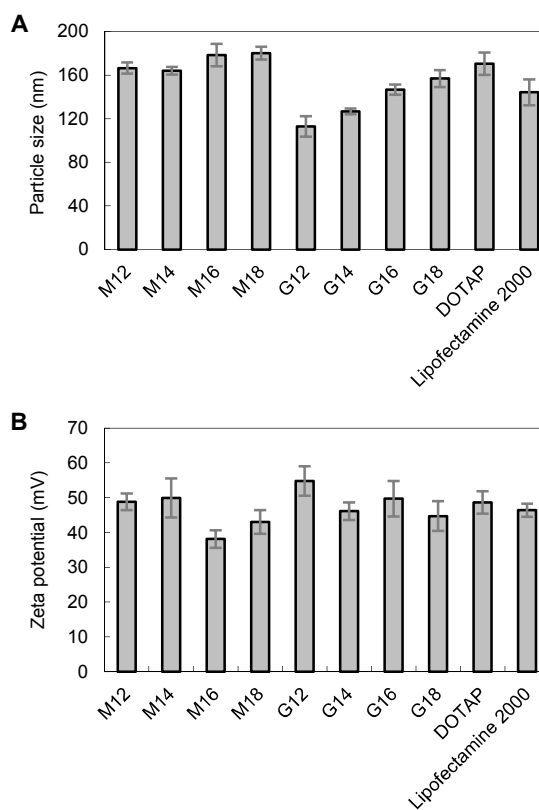 A
Particle size (nm)
200
160
120
80
40
0
M12
M14
M16
M18
G12
G14
G16
G18
DOTAP
Lipofectamine 2000
B
Zeta potential (mV)
70
60
50
40
30
20
10
0
M12
M14
M16
M18
G12
G14
G16
G18
DOTAP
Lipofectamine 2000